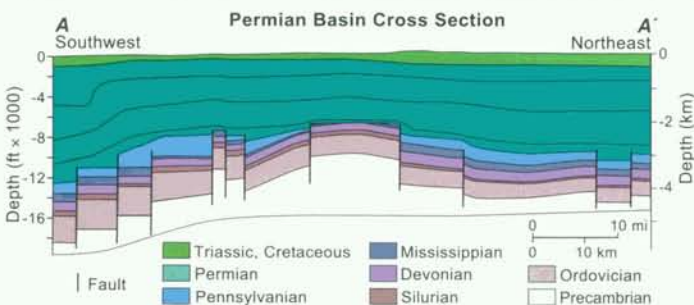 Permian Basin Cross Section
A
A´
Southwest
Northeast
0
-4
-8
-12
-16
Depth (ft × 1000)
0
-2
-4
Depth (km)
0 10 mi
0 10 km
Fault
Triassic, Cretaceous
Permian
Pennsylvanian
Mississippian
Devonian
Silurian
Ordovician
Precambrian